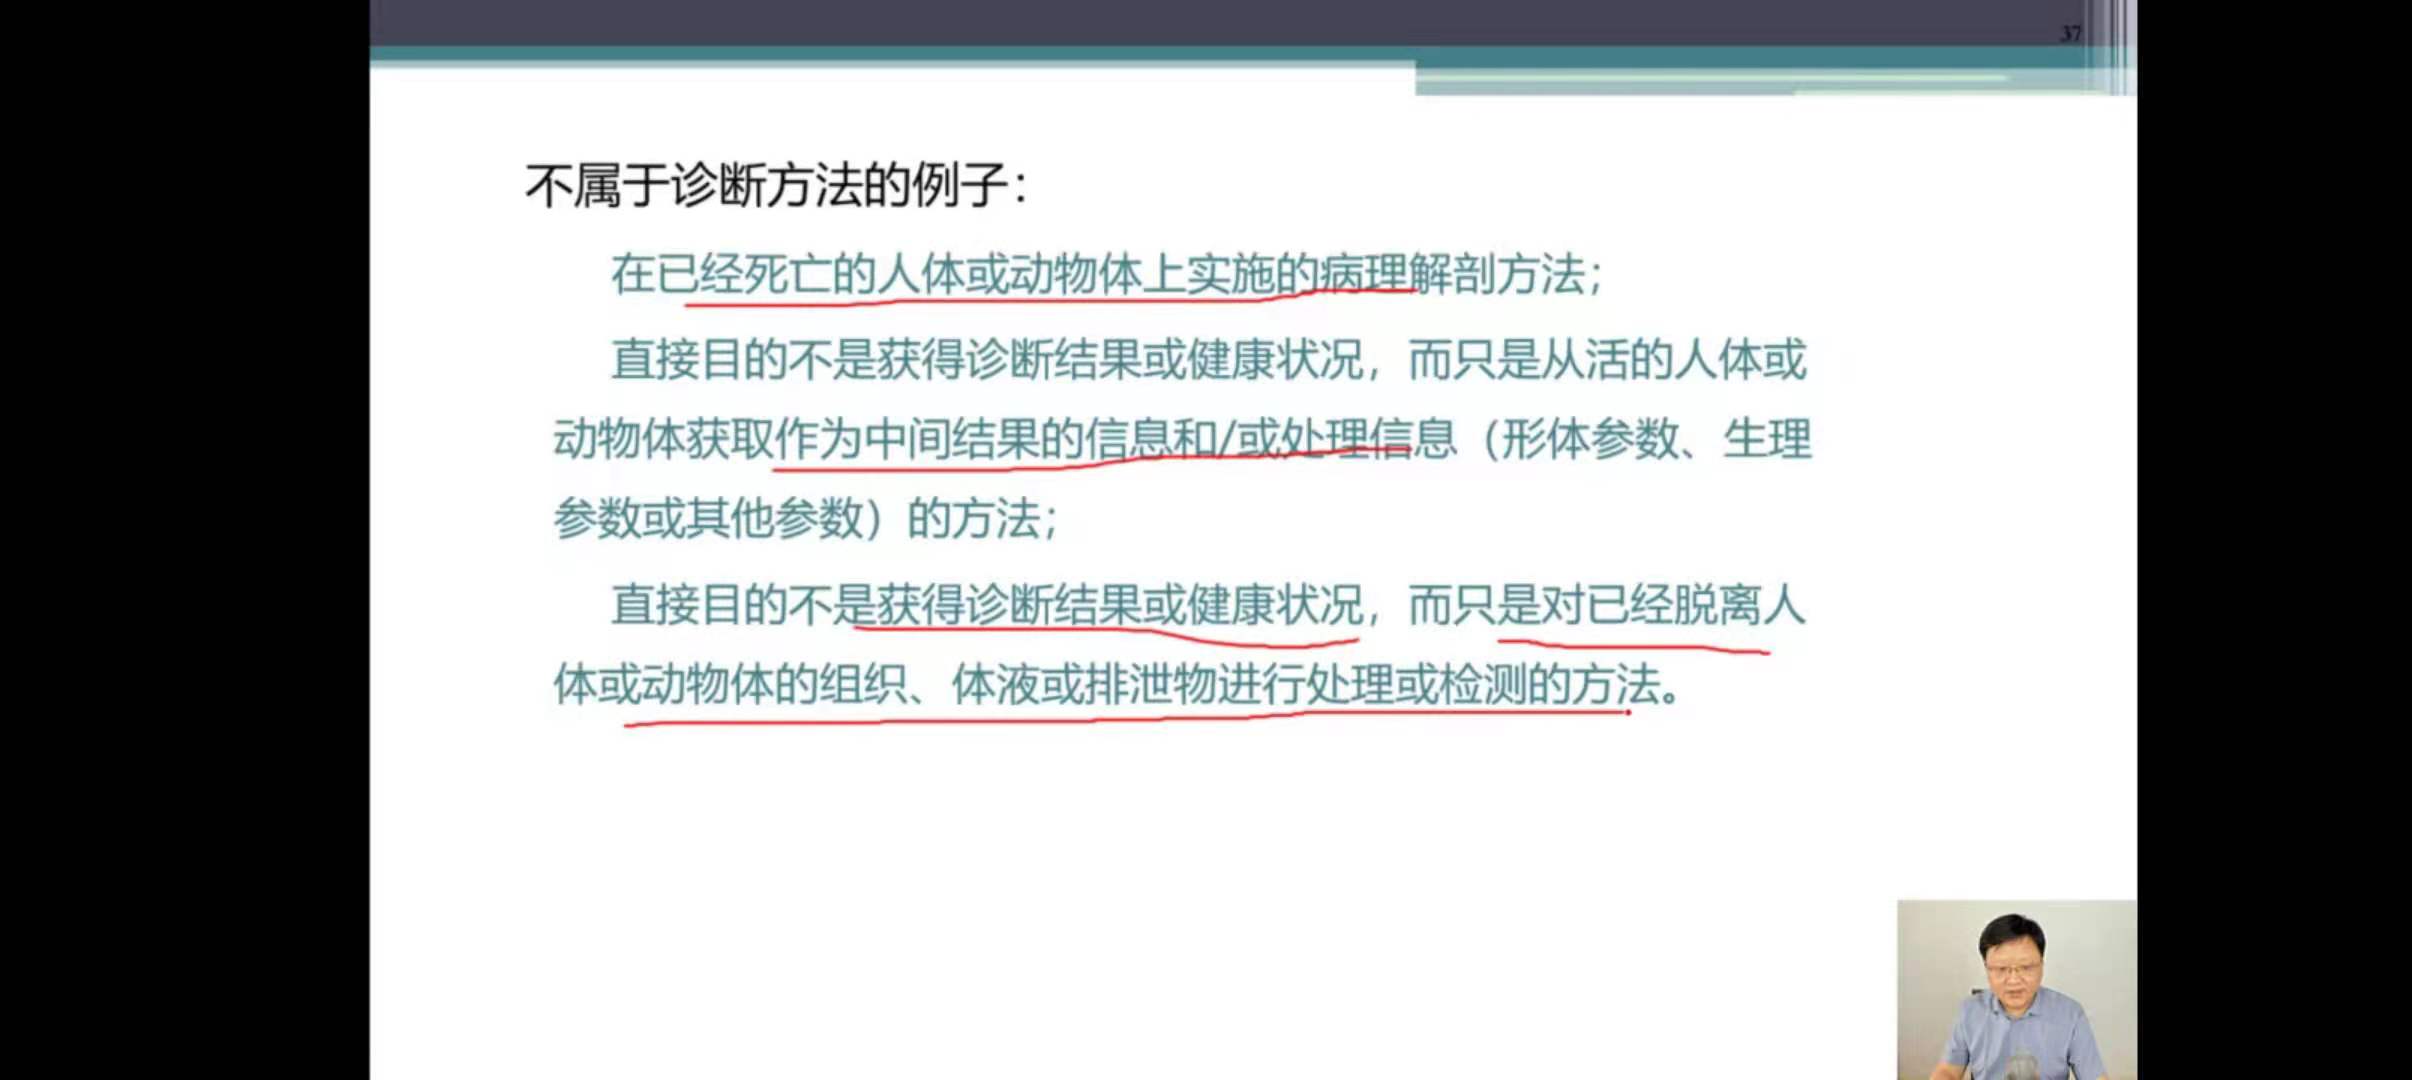 37
不属于诊断方法的例子：
在已经死亡的人体或动物体上实施的病理解剖方法；
直接目的不是获得诊断结果或健康状况，而只是从活的人体或
动物体获取作为中间结果的信息和/或处理信息（形体参数、生理
参数或其他参数）的方法；
直接目的不是获得诊断结果或健康状况，而只是对已经脱离人
体或动物体的组织、体液或排泄物进行处理或检测的方法。